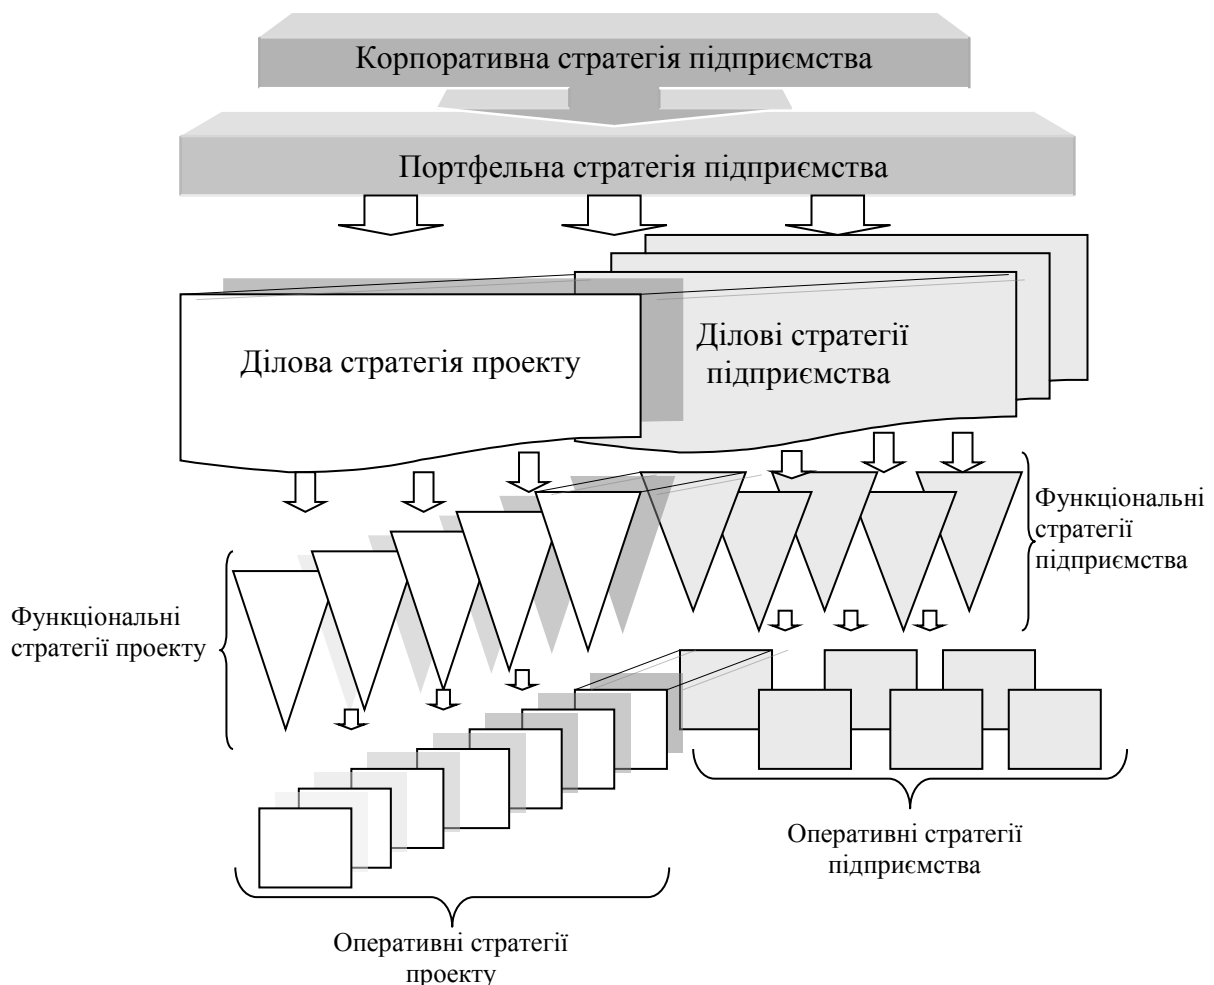 Корпоративна стратегія підприємства
Портфельна стратегія підприємства
Ділова стратегія проекту
Ділові стратегії
підприємства
Функціональні
стратегії
підприємства
Функціональні
стратегії проекту
Оперативні стратегії
підприємства
Оперативні стратегії
проекту